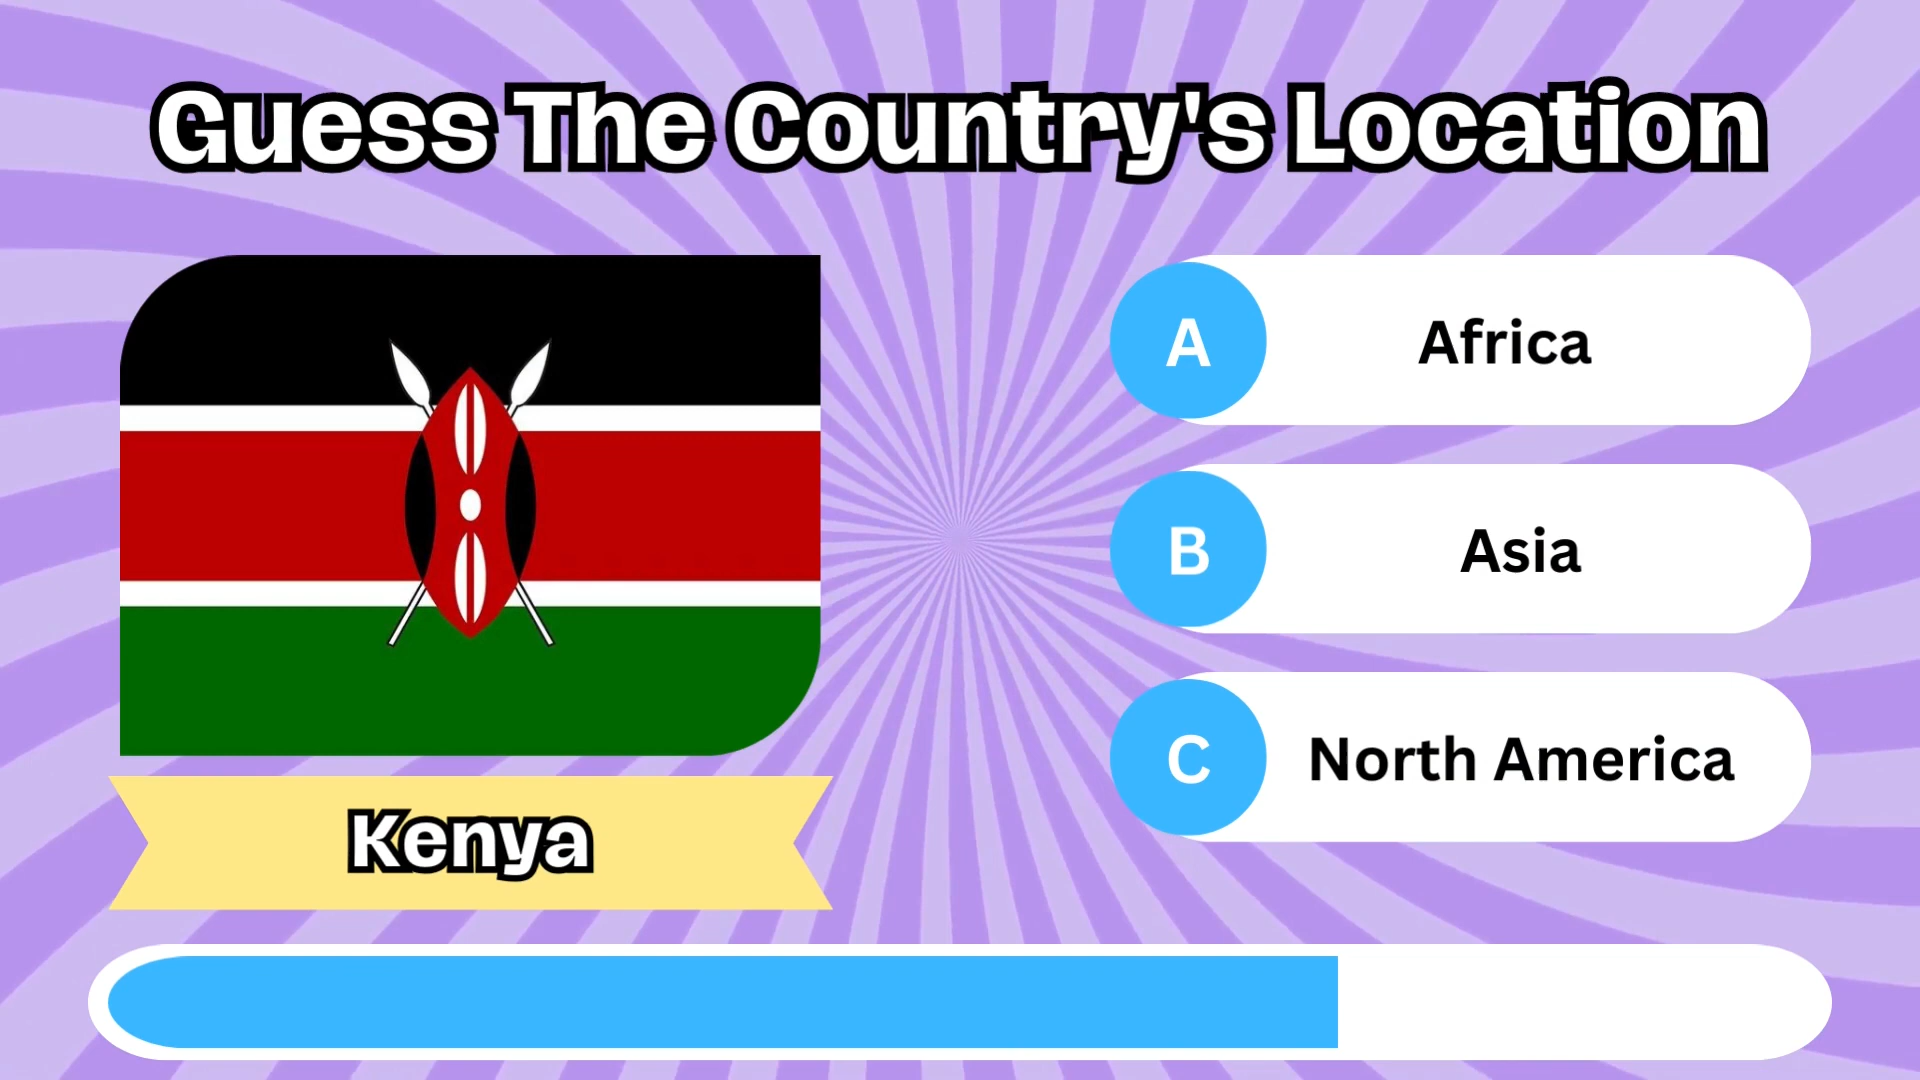 Guess The Country's Location
A
Africa
B
Asia
C
North America
Kenya